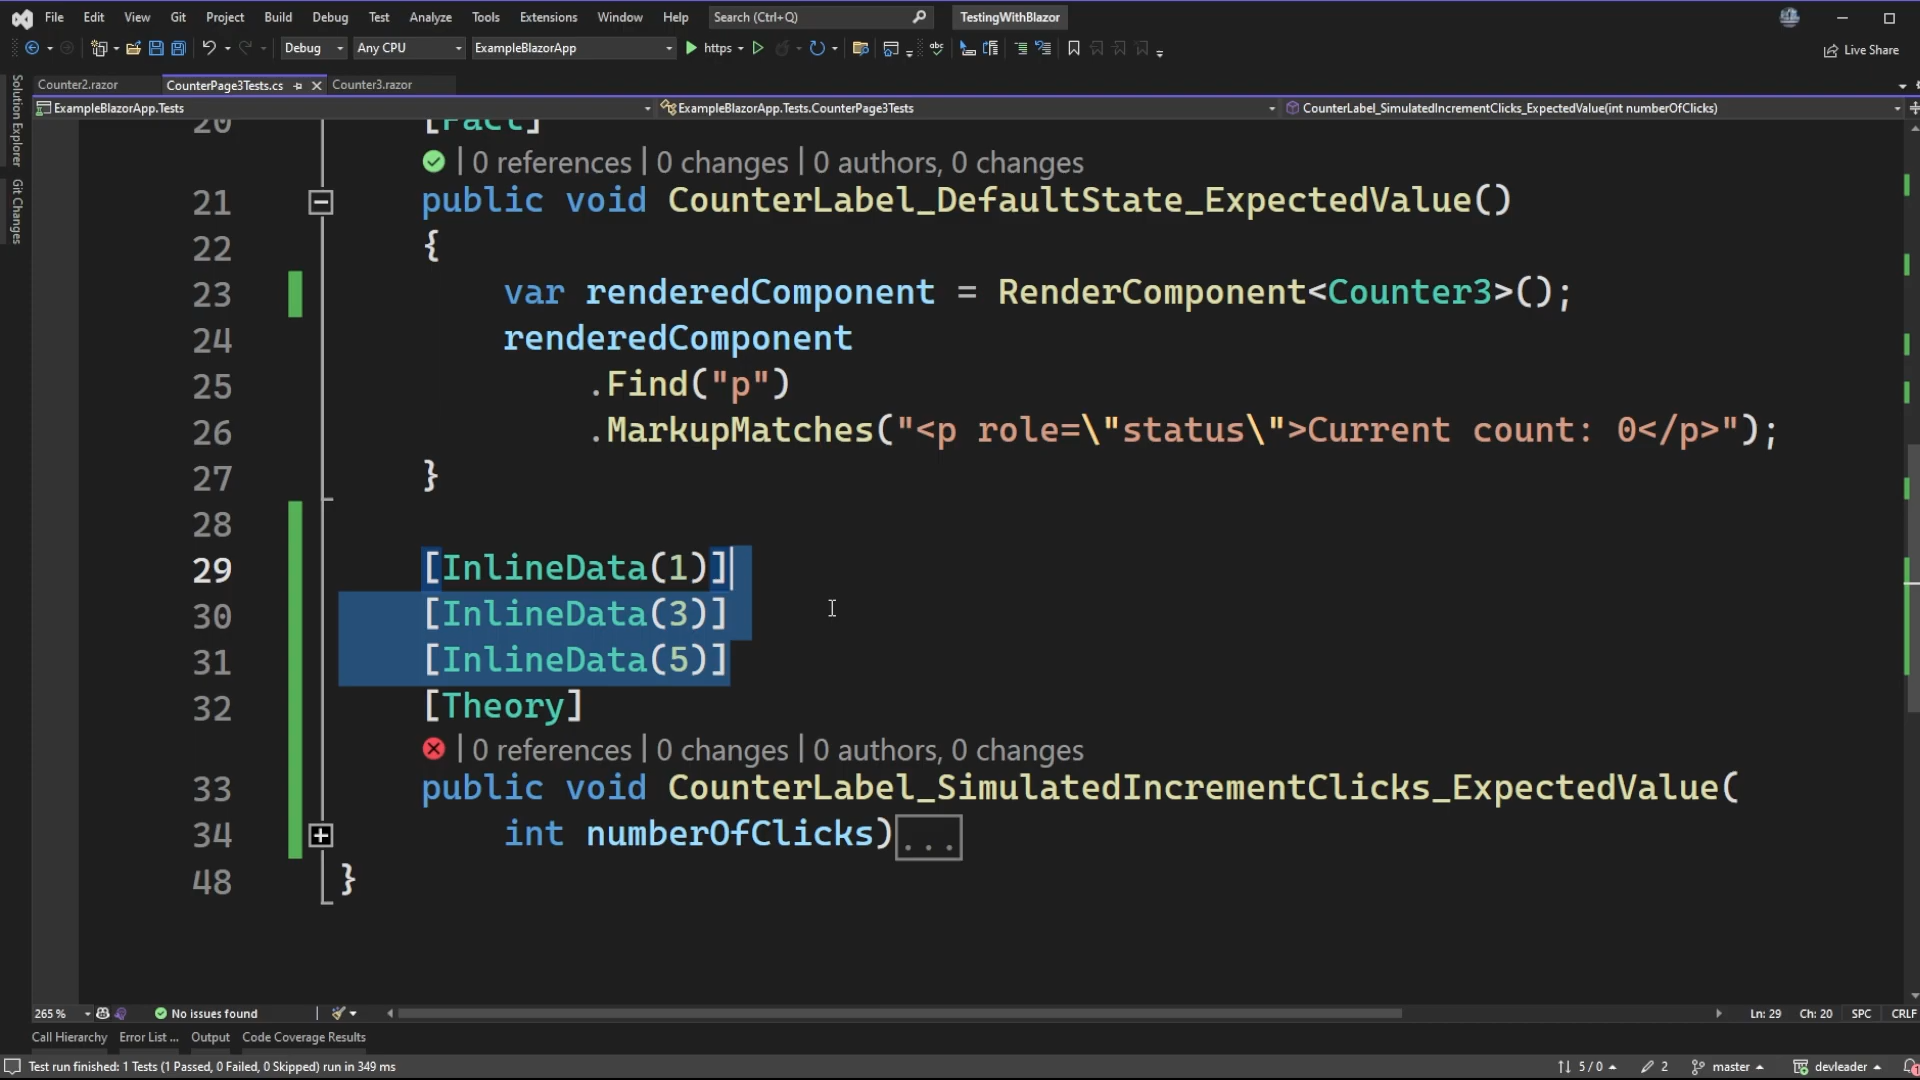 File Edit View Git Project Build Debug Test Analyze Tools Extensions Window Help Search (Ctrl+Q) TestingWithBlazor
Debug Any CPU ExampleBlazorApp https Live Share
Counter2.razor CounterPage3Tests.cs Counter3.razor
ExampleBlazorApp.Tests ExampleBlazorApp.Tests.CounterPage3Tests CounterLabel_SimulatedIncrementClicks_ExpectedValue(int numberOfClicks)
Solution Explorer
Git Changes
20 [Fact]
| 0 references | 0 changes | 0 authors, 0 changes
21 public void CounterLabel_DefaultState_ExpectedValue()
22 {
23 var renderedComponent = RenderComponent<Counter3>();
24 renderedComponent
25 .Find("p")
26 .MarkupMatches("<p role=\"status\">Current count: 0</p>");
27 }
28
29 [InlineData(1)]
30 [InlineData(3)]
31 [InlineData(5)]
32 [Theory]
| 0 references | 0 changes | 0 authors, 0 changes
33 public void CounterLabel_SimulatedIncrementClicks_ExpectedValue(
34 int numberOfClicks)...
48 }
265 % No issues found Ln: 29 Ch: 20 SPC CRLF
Call Hierarchy Error List ... Output Code Coverage Results
Test run finished: 1 Tests (1 Passed, 0 Failed, 0 Skipped) run in 349 ms 5 / 0 2 master devleader